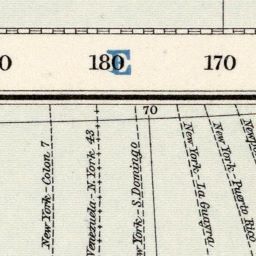 0
180
E
170
70
New York - Colon 7
Venezuela - N. York 43
New York - S. Domingo
New York - La Guayra
New York - Puerto Rico